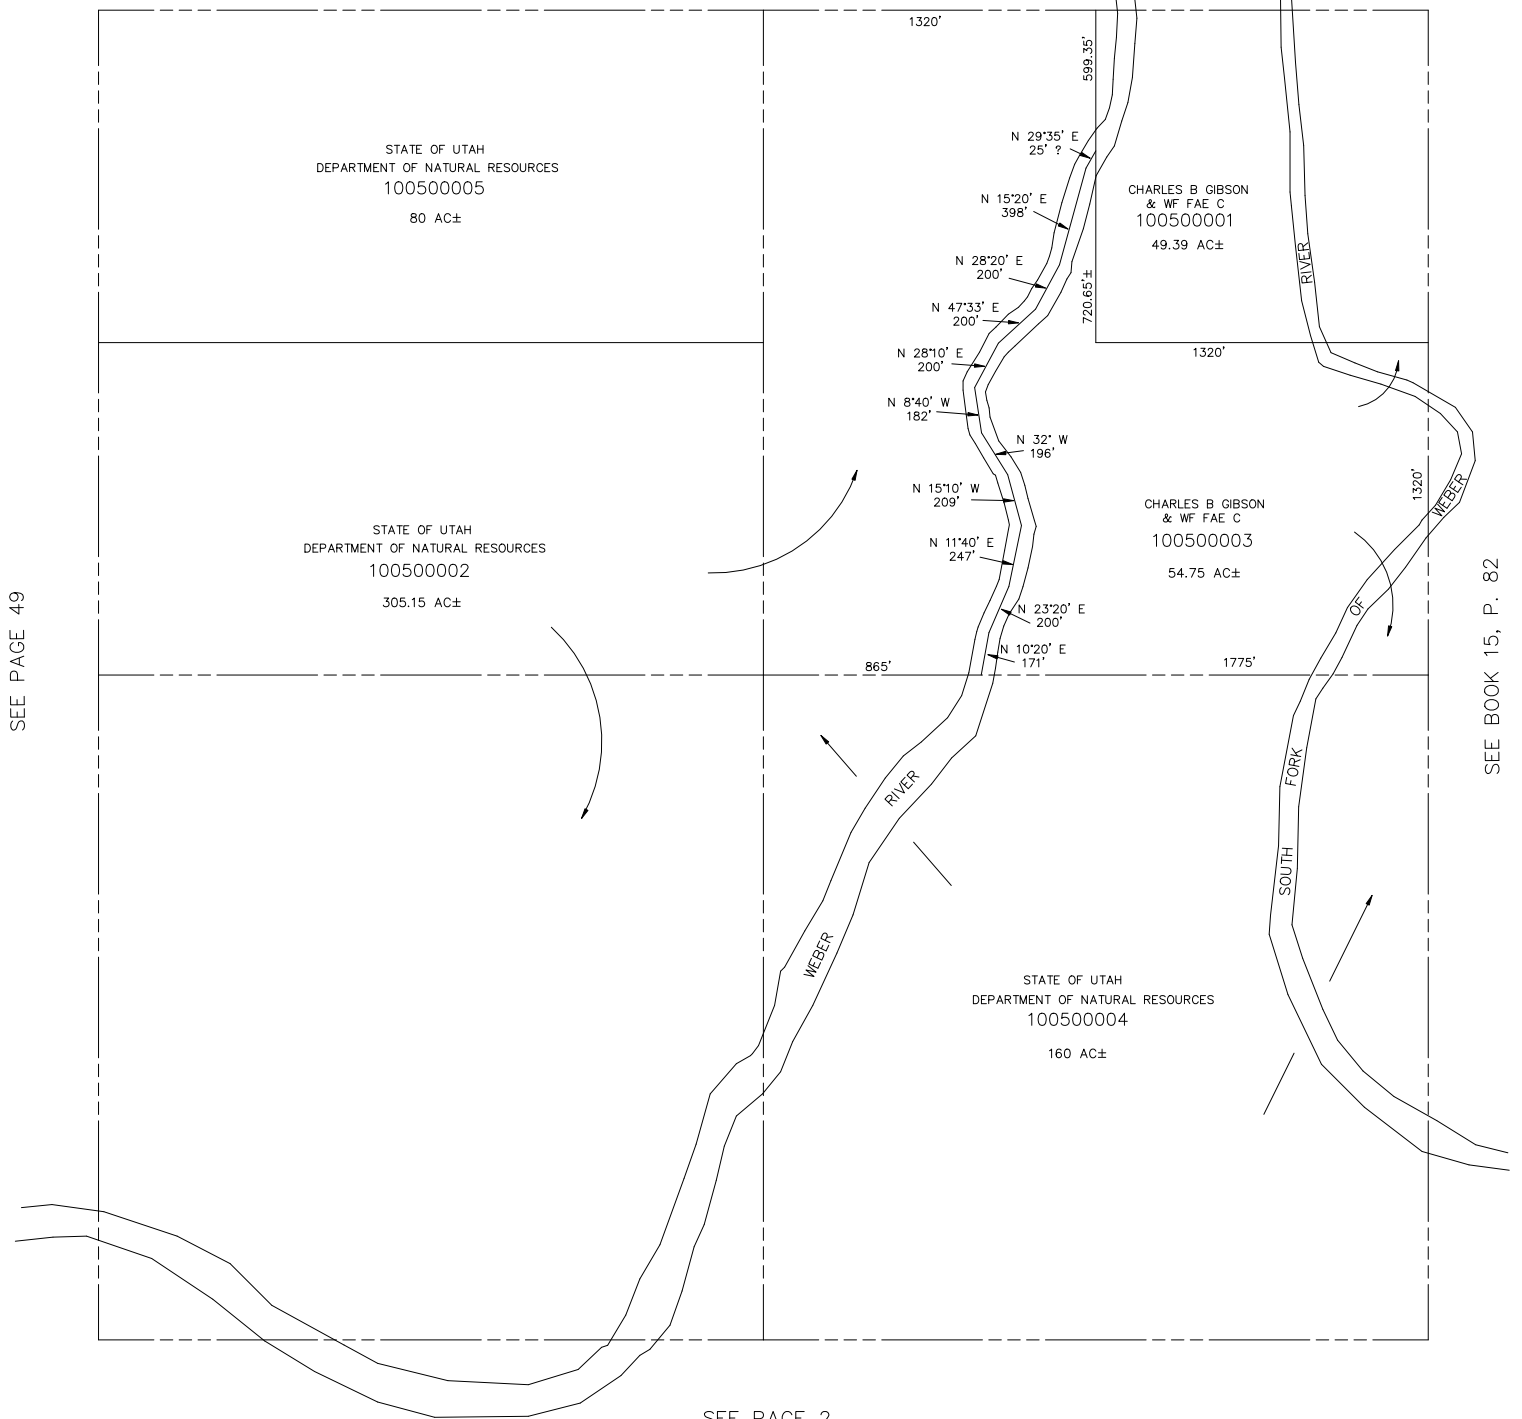 1320'
599.35'
STATE OF UTAH
DEPARTMENT OF NATURAL RESOURCES
100500005
80 AC±
N 29°35' E
25' ?
N 15°20' E
398'
CHARLES B GIBSON
& WF FAE C
100500001
49.39 AC±
RIVER
N 28°20' E
200'
720.65'±
N 47°33' E
200'
N 28°10' E
200'
1320'
N 8°40' W
182'
N 32° W
196'
1320'
N 15°10' W
209'
CHARLES B GIBSON
& WF FAE C
100500003
54.75 AC±
WEBER
STATE OF UTAH
DEPARTMENT OF NATURAL RESOURCES
100500002
305.15 AC±
N 11°40' E
247'
N 23°20' E
200'
OF
N 10°20' E
171'
865'
1775'
SEE PAGE 49
SEE BOOK 15, P. 82
RIVER
FORK
SOUTH
WEBER
STATE OF UTAH
DEPARTMENT OF NATURAL RESOURCES
100500004
160 AC±
SEE PAGE 2